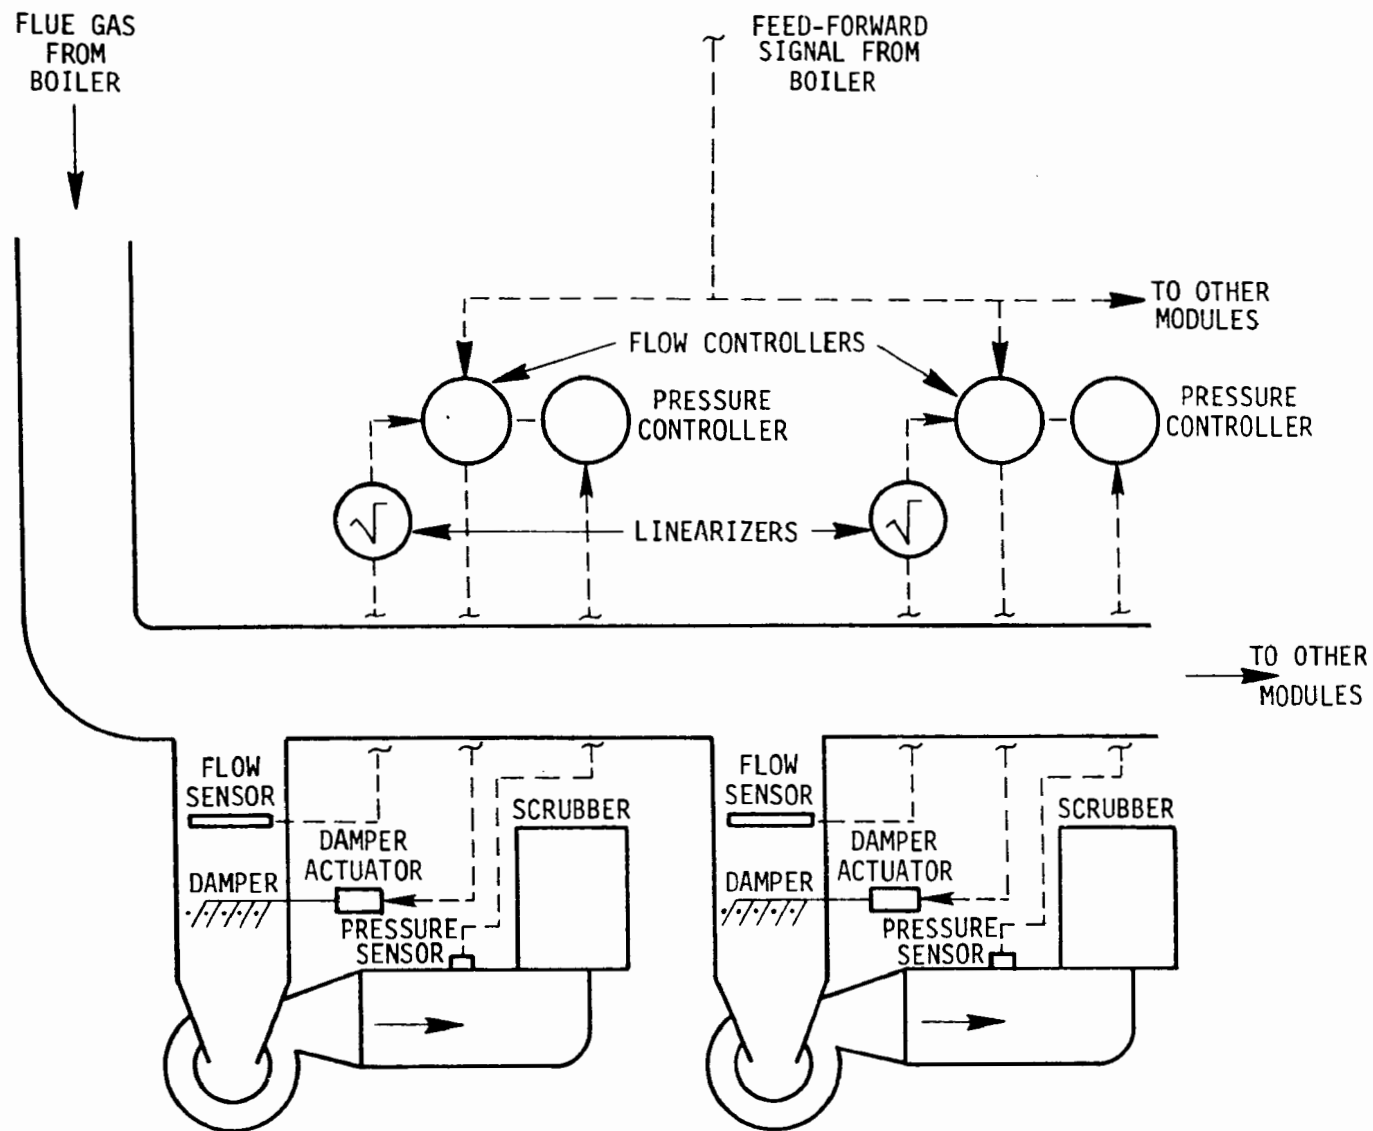 FLUE GAS
FROM
BOILER
FEED-FORWARD
SIGNAL FROM
BOILER
TO OTHER
MODULES
FLOW CONTROLLERS
PRESSURE
CONTROLLER
PRESSURE
CONTROLLER
√
LINEARIZERS
√
TO OTHER
MODULES
FLOW
SENSOR
SCRUBBER
DAMPER
ACTUATOR
DAMPER
PRESSURE
SENSOR
FLOW
SENSOR
SCRUBBER
DAMPER
ACTUATOR
DAMPER
PRESSURE
SENSOR